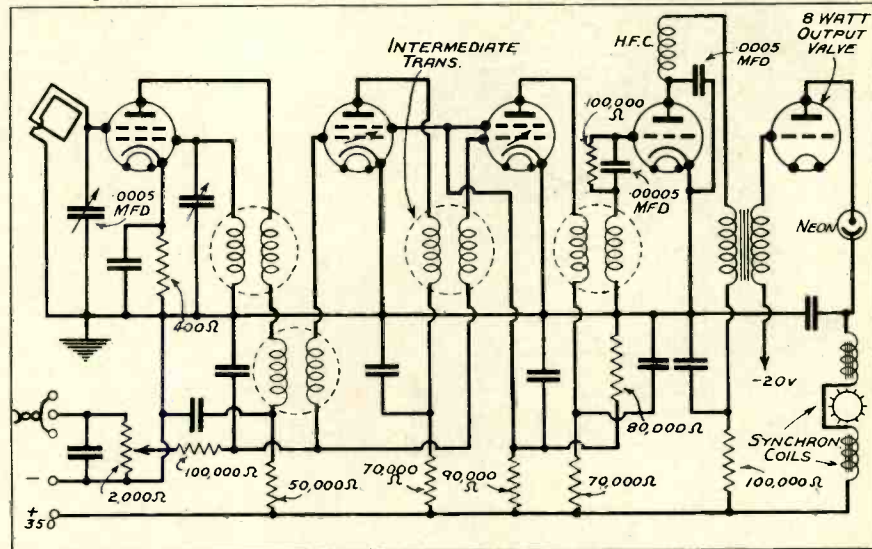 8 WATT
OUTPUT
VALVE
INTERMEDIATE
TRANS.
H.F.C.
.0005
MFD
100,000Ω
.0005
MFD
.00005
MFD
NEON
400Ω
-20V
80,000Ω
SYNCHRON
COILS
100,000Ω
2,000Ω
50,000Ω
70,000
Ω
90,000
Ω
70,000Ω
100,000Ω
−
+
350